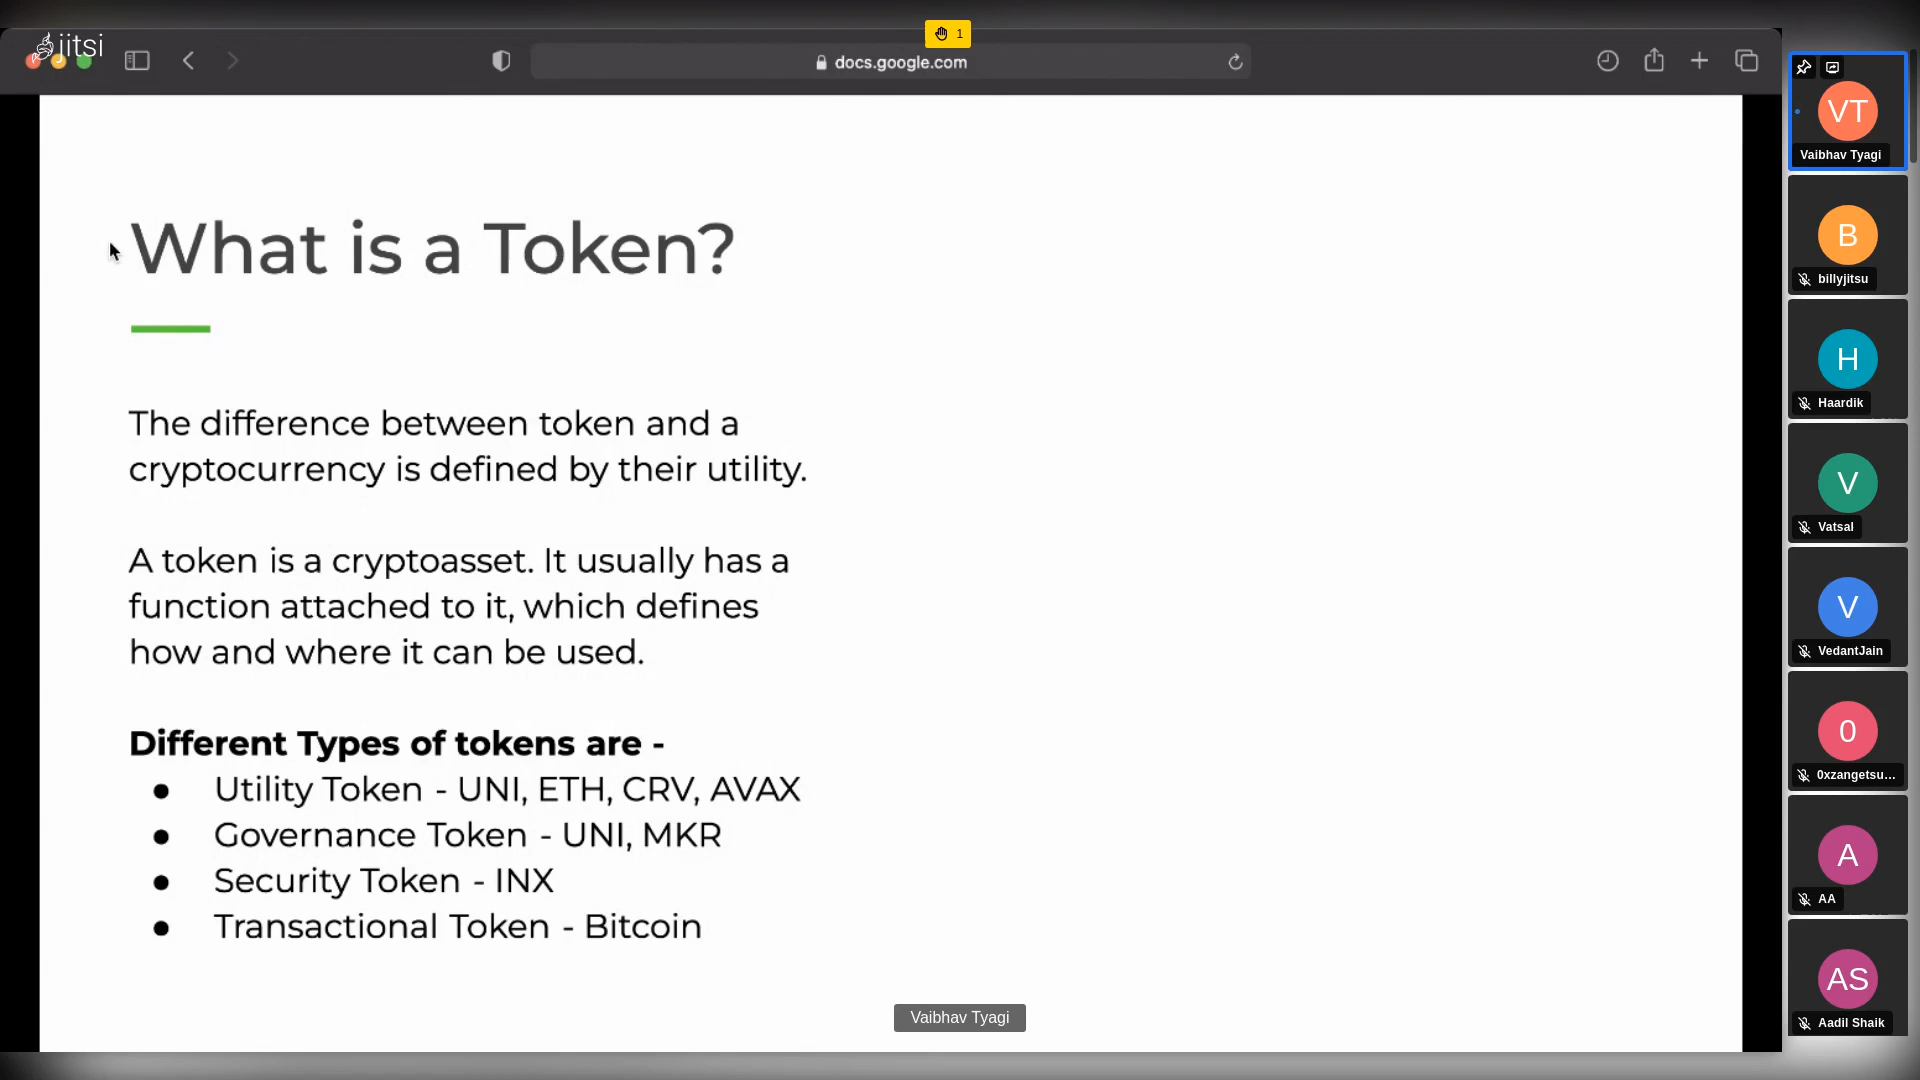 jitsi
1
docs.google.com
What is a Token?
The difference between token and a
cryptocurrency is defined by their utility.
A token is a cryptoasset. It usually has a
function attached to it, which defines
how and where it can be used.
Different Types of tokens are -
● Utility Token - UNI, ETH, CRV, AVAX
● Governance Token - UNI, MKR
● Security Token - INX
● Transactional Token - Bitcoin
Vaibhav Tyagi
VT
Vaibhav Tyagi
B
billyjitsu
H
Haardik
V
Vatsal
V
VedantJain
0
0xzangetsu...
A
AA
AS
Aadil Shaik